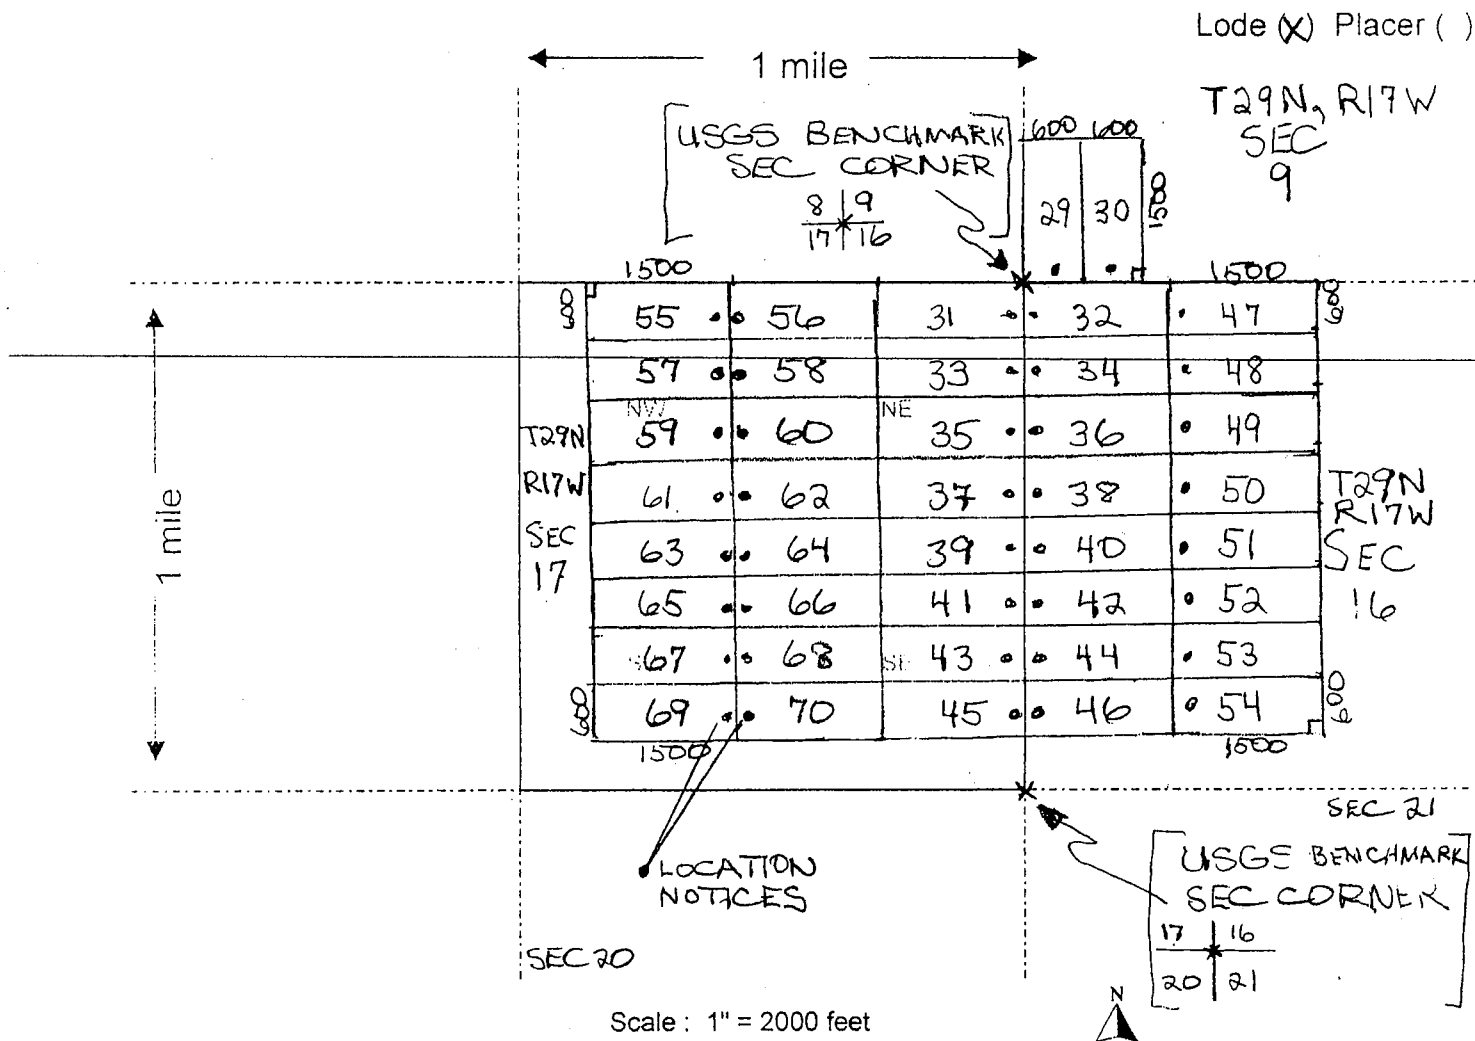 Lode (X) Placer ( )
1 mile
T29N, R17W
SEC
9
USGS BENCHMARK
SEC CORNER
8 9
17 16
600 600
29 30
1500
1500
1500
600
55 56 31 32 47
600
57 58 33 34 48
NW
NE
T29N
59 60 35 36 49
R17W
61 62 37 38 50
T29N
R17W
SEC
17
63 64 39 40 51
SEC
16
65 66 41 42 52
1 mile
67 68 SE 43 44 53
600
69 70 45 46 54
600
1500
1500
SEC 21
LOCATION
NOTICES
USGS BENCHMARK
SEC CORNER
17 16
20 21
SEC 20
N
Scale : 1" = 2000 feet